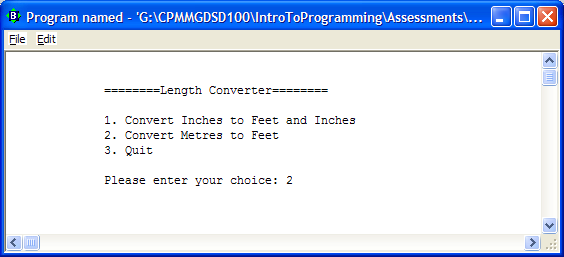 Program named - 'G:\CPMMGDSD100\IntroToProgramming\Assessments\...
File Edit
========Length Converter========
1. Convert Inches to Feet and Inches
2. Convert Metres to Feet
3. Quit
Please enter your choice: 2